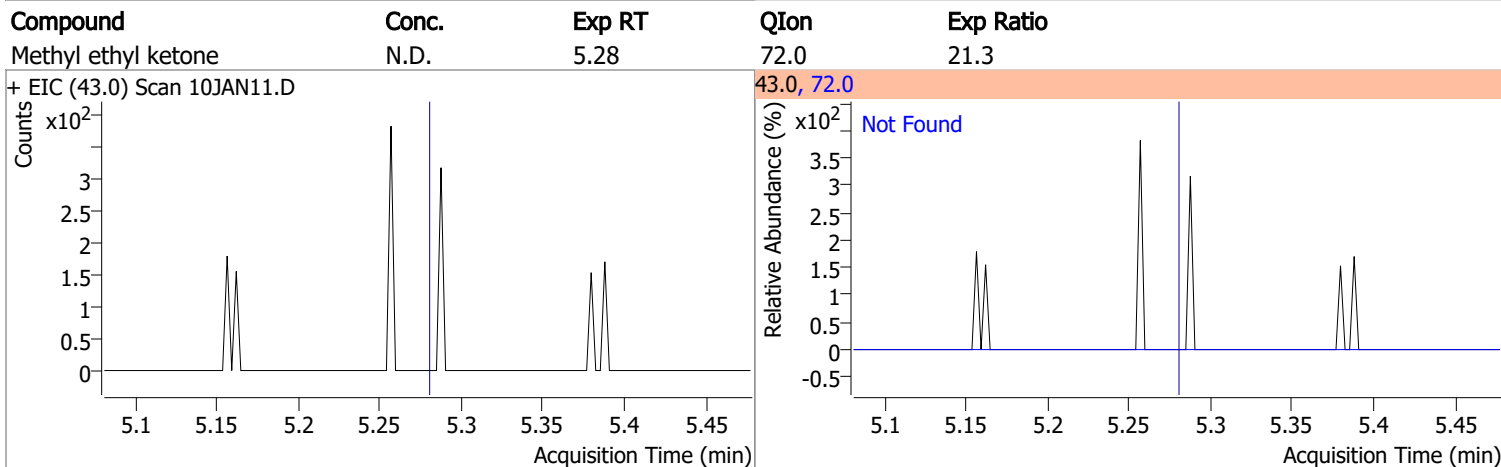 Compound Conc. Exp RT QIon Exp Ratio
Methyl ethyl ketone N.D. 5.28 72.0 21.3
+ EIC (43.0) Scan 10JAN11.D
Counts
x10²
3
2.5
2
1.5
1
0.5
0
5.1 5.15 5.2 5.25 5.3 5.35 5.4 5.45
Acquisition Time (min)
43.0, 72.0
Relative Abundance (%)
x10²
Not Found
3.5
3
2.5
2
1.5
1
0.5
0
-0.5
5.1 5.15 5.2 5.25 5.3 5.35 5.4 5.45
Acquisition Time (min)